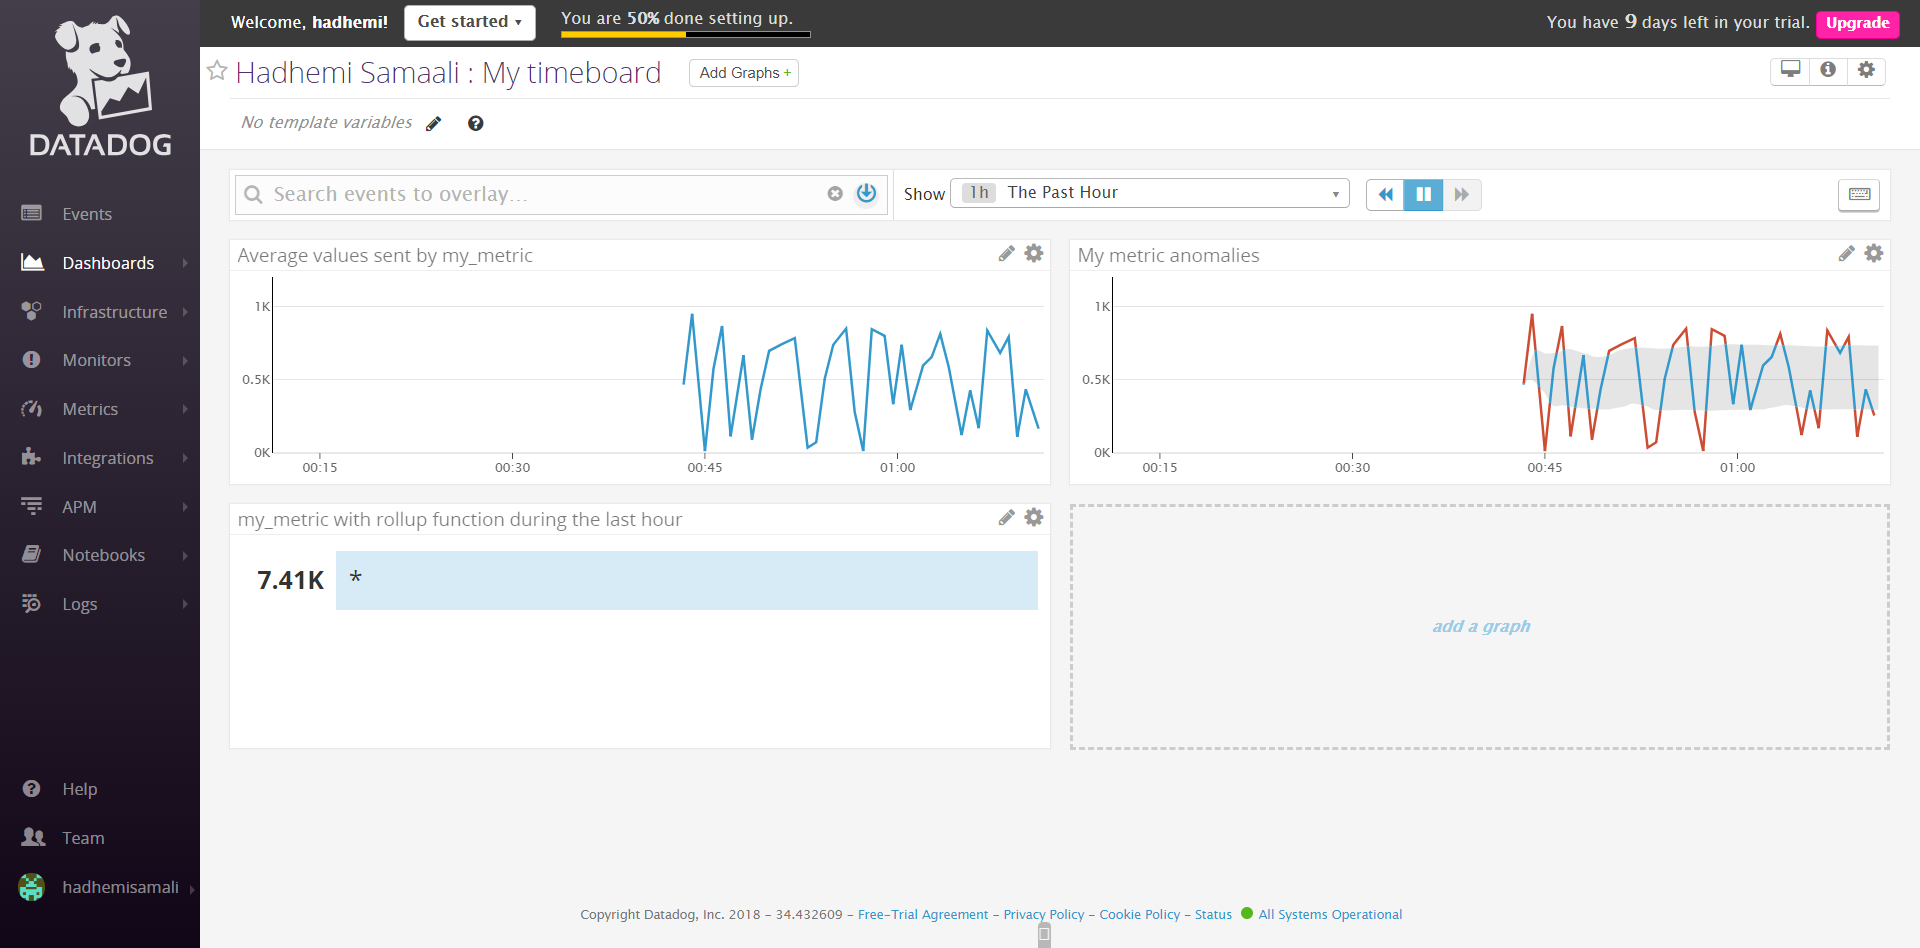 DATADOG
Events
Dashboards
Infrastructure
Monitors
Metrics
Integrations
APM
Notebooks
Logs
Help
Team
hadhemisamali
Welcome, hadhemi!
Get started
You are 50% done setting up.
You have 9 days left in your trial.
Upgrade
Hadhemi Samaali : My timeboard
Add Graphs +
No template variables
Search events to overlay...
Show
1h The Past Hour
Average values sent by my_metric
1K
0.5K
0K
00:15 00:30 00:45 01:00
My metric anomalies
1K
0.5K
0K
00:15 00:30 00:45 01:00
my_metric with rollup function during the last hour
7.41K *
add a graph
Copyright Datadog, Inc. 2018 - 34.432609 - Free-Trial Agreement - Privacy Policy - Cookie Policy - Status All Systems Operational